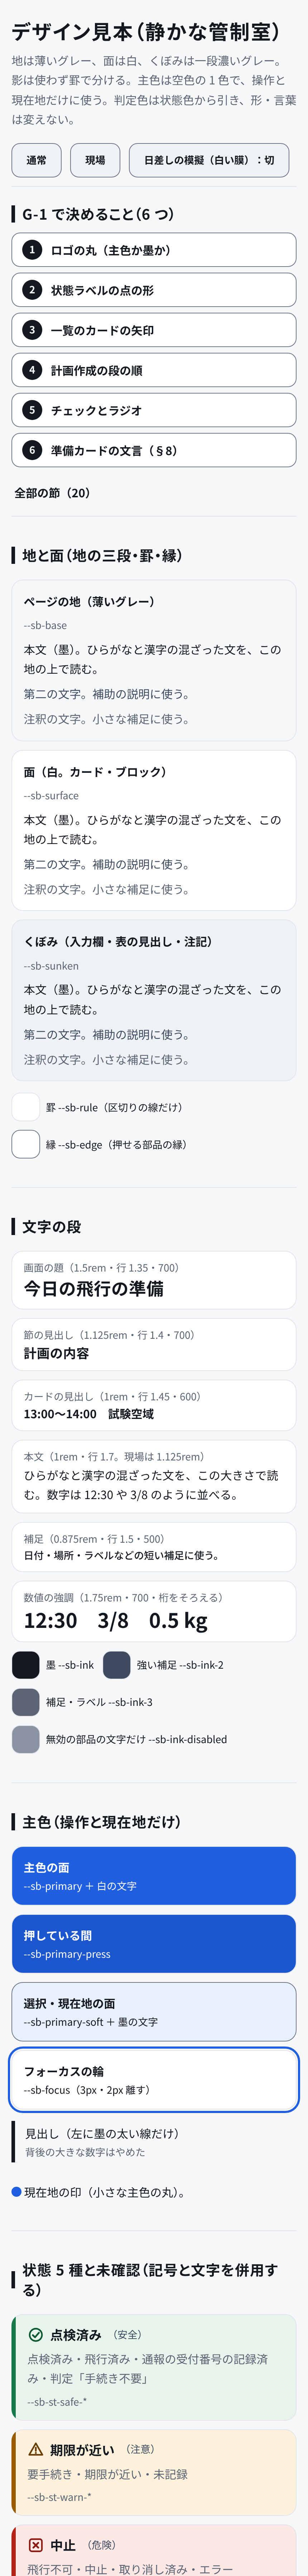 デザイン見本（静かな管制室）
地は薄いグレー、面は白、くぼみは一段濃いグレー。
影は使わず罫で分ける。主色は空色の 1 色で、操作と
現在地だけに使う。判定色は状態色から引き、形・言葉
は変えない。
通常
現場
日差しの模擬（白い膜）：切
G-1 で決めること（6 つ）
1 ロゴの丸（主色か墨か）
2 状態ラベルの点の形
3 一覧のカードの矢印
4 計画作成の段の順
5 チェックとラジオ
6 準備カードの文言（§8）
全部の節（20）
地と面（地の三段・罫・縁）
ページの地（薄いグレー）
--sb-base
本文（墨）。ひらがなと漢字の混ざった文を、この
地の上で読む。
第二の文字。補助の説明に使う。
注釈の文字。小さな補足に使う。
面（白。カード・ブロック）
--sb-surface
本文（墨）。ひらがなと漢字の混ざった文を、この
地の上で読む。
第二の文字。補助の説明に使う。
注釈の文字。小さな補足に使う。
くぼみ（入力欄・表の見出し・注記）
--sb-sunken
本文（墨）。ひらがなと漢字の混ざった文を、この
地の上で読む。
第二の文字。補助の説明に使う。
注釈の文字。小さな補足に使う。
罫 --sb-rule（区切りの線だけ）
縁 --sb-edge（押せる部品の縁）
文字の段
画面の題（1.5rem・行 1.35・700）
今日の飛行の準備
節の見出し（1.125rem・行 1.4・700）
計画の内容
カードの見出し（1rem・行 1.45・600）
13:00〜14:00　試験空域
本文（1rem・行 1.7。現場は 1.125rem）
ひらがなと漢字の混ざった文を、この大きさで読
む。数字は 12:30 や 3/8 のように並べる。
補足（0.875rem・行 1.5・500）
日付・場所・ラベルなどの短い補足に使う。
数値の強調（1.75rem・700・桁をそろえる）
12:30　3/8　0.5 kg
墨 --sb-ink
強い補足 --sb-ink-2
補足・ラベル --sb-ink-3
無効の部品の文字だけ --sb-ink-disabled
主色（操作と現在地だけ）
主色の面
--sb-primary ＋ 白の文字
押している間
--sb-primary-press
選択・現在地の面
--sb-primary-soft ＋ 墨の文字
フォーカスの輪
--sb-focus（3px・2px 離す）
見出し（左に墨の太い線だけ）
背後の大きな数字はやめた
現在地の印（小さな主色の丸）。
状態 5 種と未確認（記号と文字を併用す
る）
点検済み （安全）
点検済み・飛行済み・通報の受付番号の記録済
み・判定「手続き不要」
--sb-st-safe-*
期限が近い （注意）
要手続き・期限が近い・未記録
--sb-st-warn-*
中止 （危険）
飛行不可・中止・取り消し済み・エラー